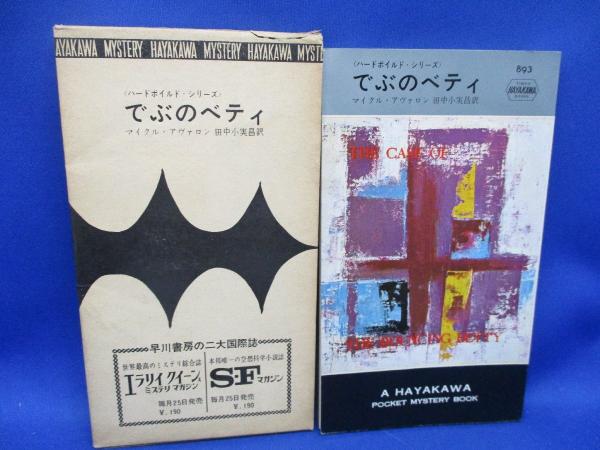 AYAKAWA MYSTERY HAYAKAWA MYSTERY HAYAKAWA MYSTE
〈ハードボイルド・シリーズ〉
でぶのベティ
マイクル・アヴァロン 田中小実昌訳
早川書房の二大国際誌
世界最高のミステリ綜合誌
エラリイクイーンズ
ミステリマガジン
毎月25日発売
¥. 190
本邦唯一の空想科学小説誌
S-Fマガジン
毎月25日発売
¥. 190
893
〈ハードボイルド・シリーズ〉
HAYAKAWA
でぶのベティ
マイクル・アヴァロン 田中小実昌訳
THE CASE OF
THE BOUNCING BETTY
A HAYAKAWA
POCKET MYSTERY BOOK